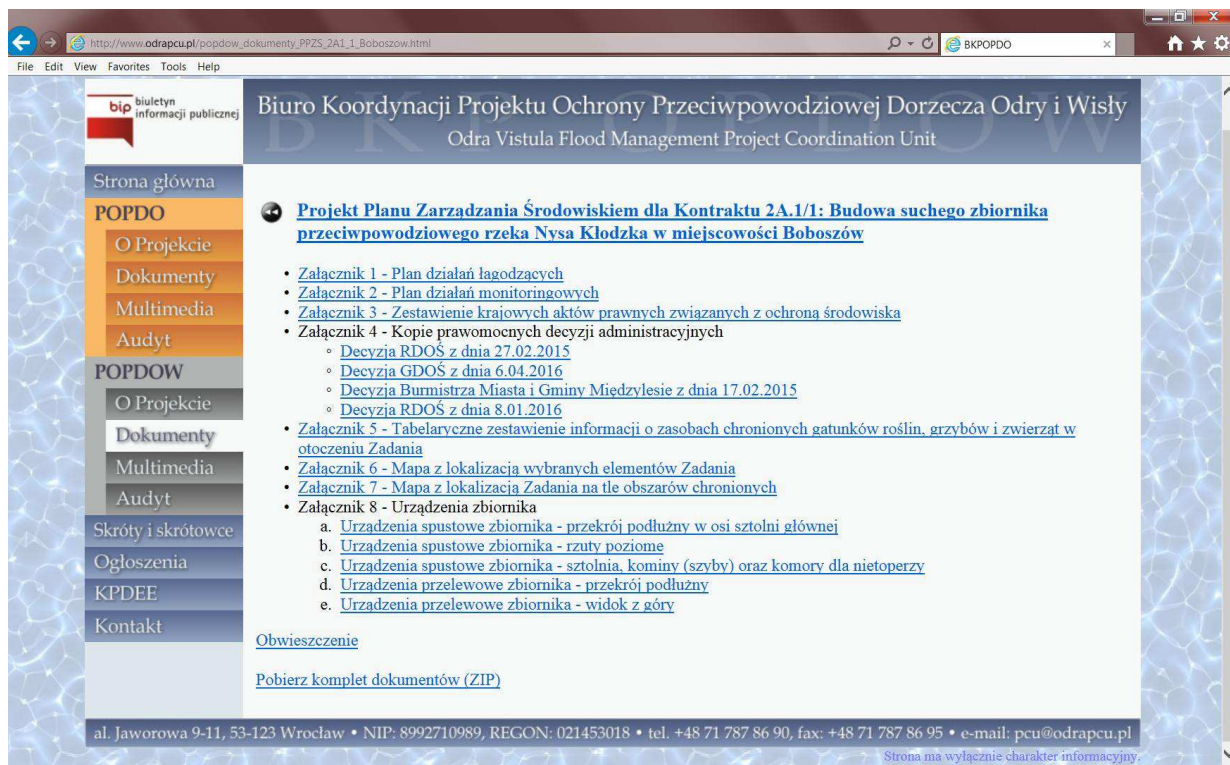 http://www.odrapcu.pl/popdow_dokumenty_PPZS_2A1_1_Boboszow.html
BKPOPDO
File Edit View Favorites Tools Help
bip biuletyn informacji publicznej
Biuro Koordynacji Projektu Ochrony Przeciwpowodziowej Dorzecza Odry i Wisły
B K P O P D O W
Odra Vistula Flood Management Project Coordination Unit
Strona główna
POPDO
O Projekcie
Dokumenty
Multimedia
Audyt
POPDOW
O Projekcie
Dokumenty
Multimedia
Audyt
Skróty i skrótowce
Ogłoszenia
KPDEE
Kontakt
Projekt Planu Zarządzania Środowiskiem dla Kontraktu 2A.1/1: Budowa suchego zbiornika
przeciwpowodziowego rzeka Nysa Kłodzka w miejscowości Boboszów
• Załącznik 1 - Plan działań łagodzących
• Załącznik 2 - Plan działań monitoringowych
• Załącznik 3 - Zestawienie krajowych aktów prawnych związanych z ochroną środowiska
• Załącznik 4 - Kopie prawomocnych decyzji administracyjnych
◦ Decyzja RDOŚ z dnia 27.02.2015
◦ Decyzja GDOŚ z dnia 6.04.2016
◦ Decyzja Burmistrza Miasta i Gminy Międzylesie z dnia 17.02.2015
◦ Decyzja RDOŚ z dnia 8.01.2016
• Załącznik 5 - Tabelaryczne zestawienie informacji o zasobach chronionych gatunków roślin, grzybów i zwierząt w
otoczeniu Zadania
• Załącznik 6 - Mapa z lokalizacją wybranych elementów Zadania
• Załącznik 7 - Mapa z lokalizacją Zadania na tle obszarów chronionych
• Załącznik 8 - Urządzenia zbiornika
a. Urządzenia spustowe zbiornika - przekrój podłużny w osi sztolni głównej
b. Urządzenia spustowe zbiornika - rzuty poziome
c. Urządzenia spustowe zbiornika - sztolnia, kominy (szyby) oraz komory dla nietoperzy
d. Urządzenia przelewowe zbiornika - przekrój podłużny
e. Urządzenia przelewowe zbiornika - widok z góry
Obwieszczenie
Pobierz komplet dokumentów (ZIP)
al. Jaworowa 9-11, 53-123 Wrocław • NIP: 8992710989, REGON: 021453018 • tel. +48 71 787 86 90, fax: +48 71 787 86 95 • e-mail: pcu@odrapcu.pl
Strona ma wyłącznie charakter informacyjny.